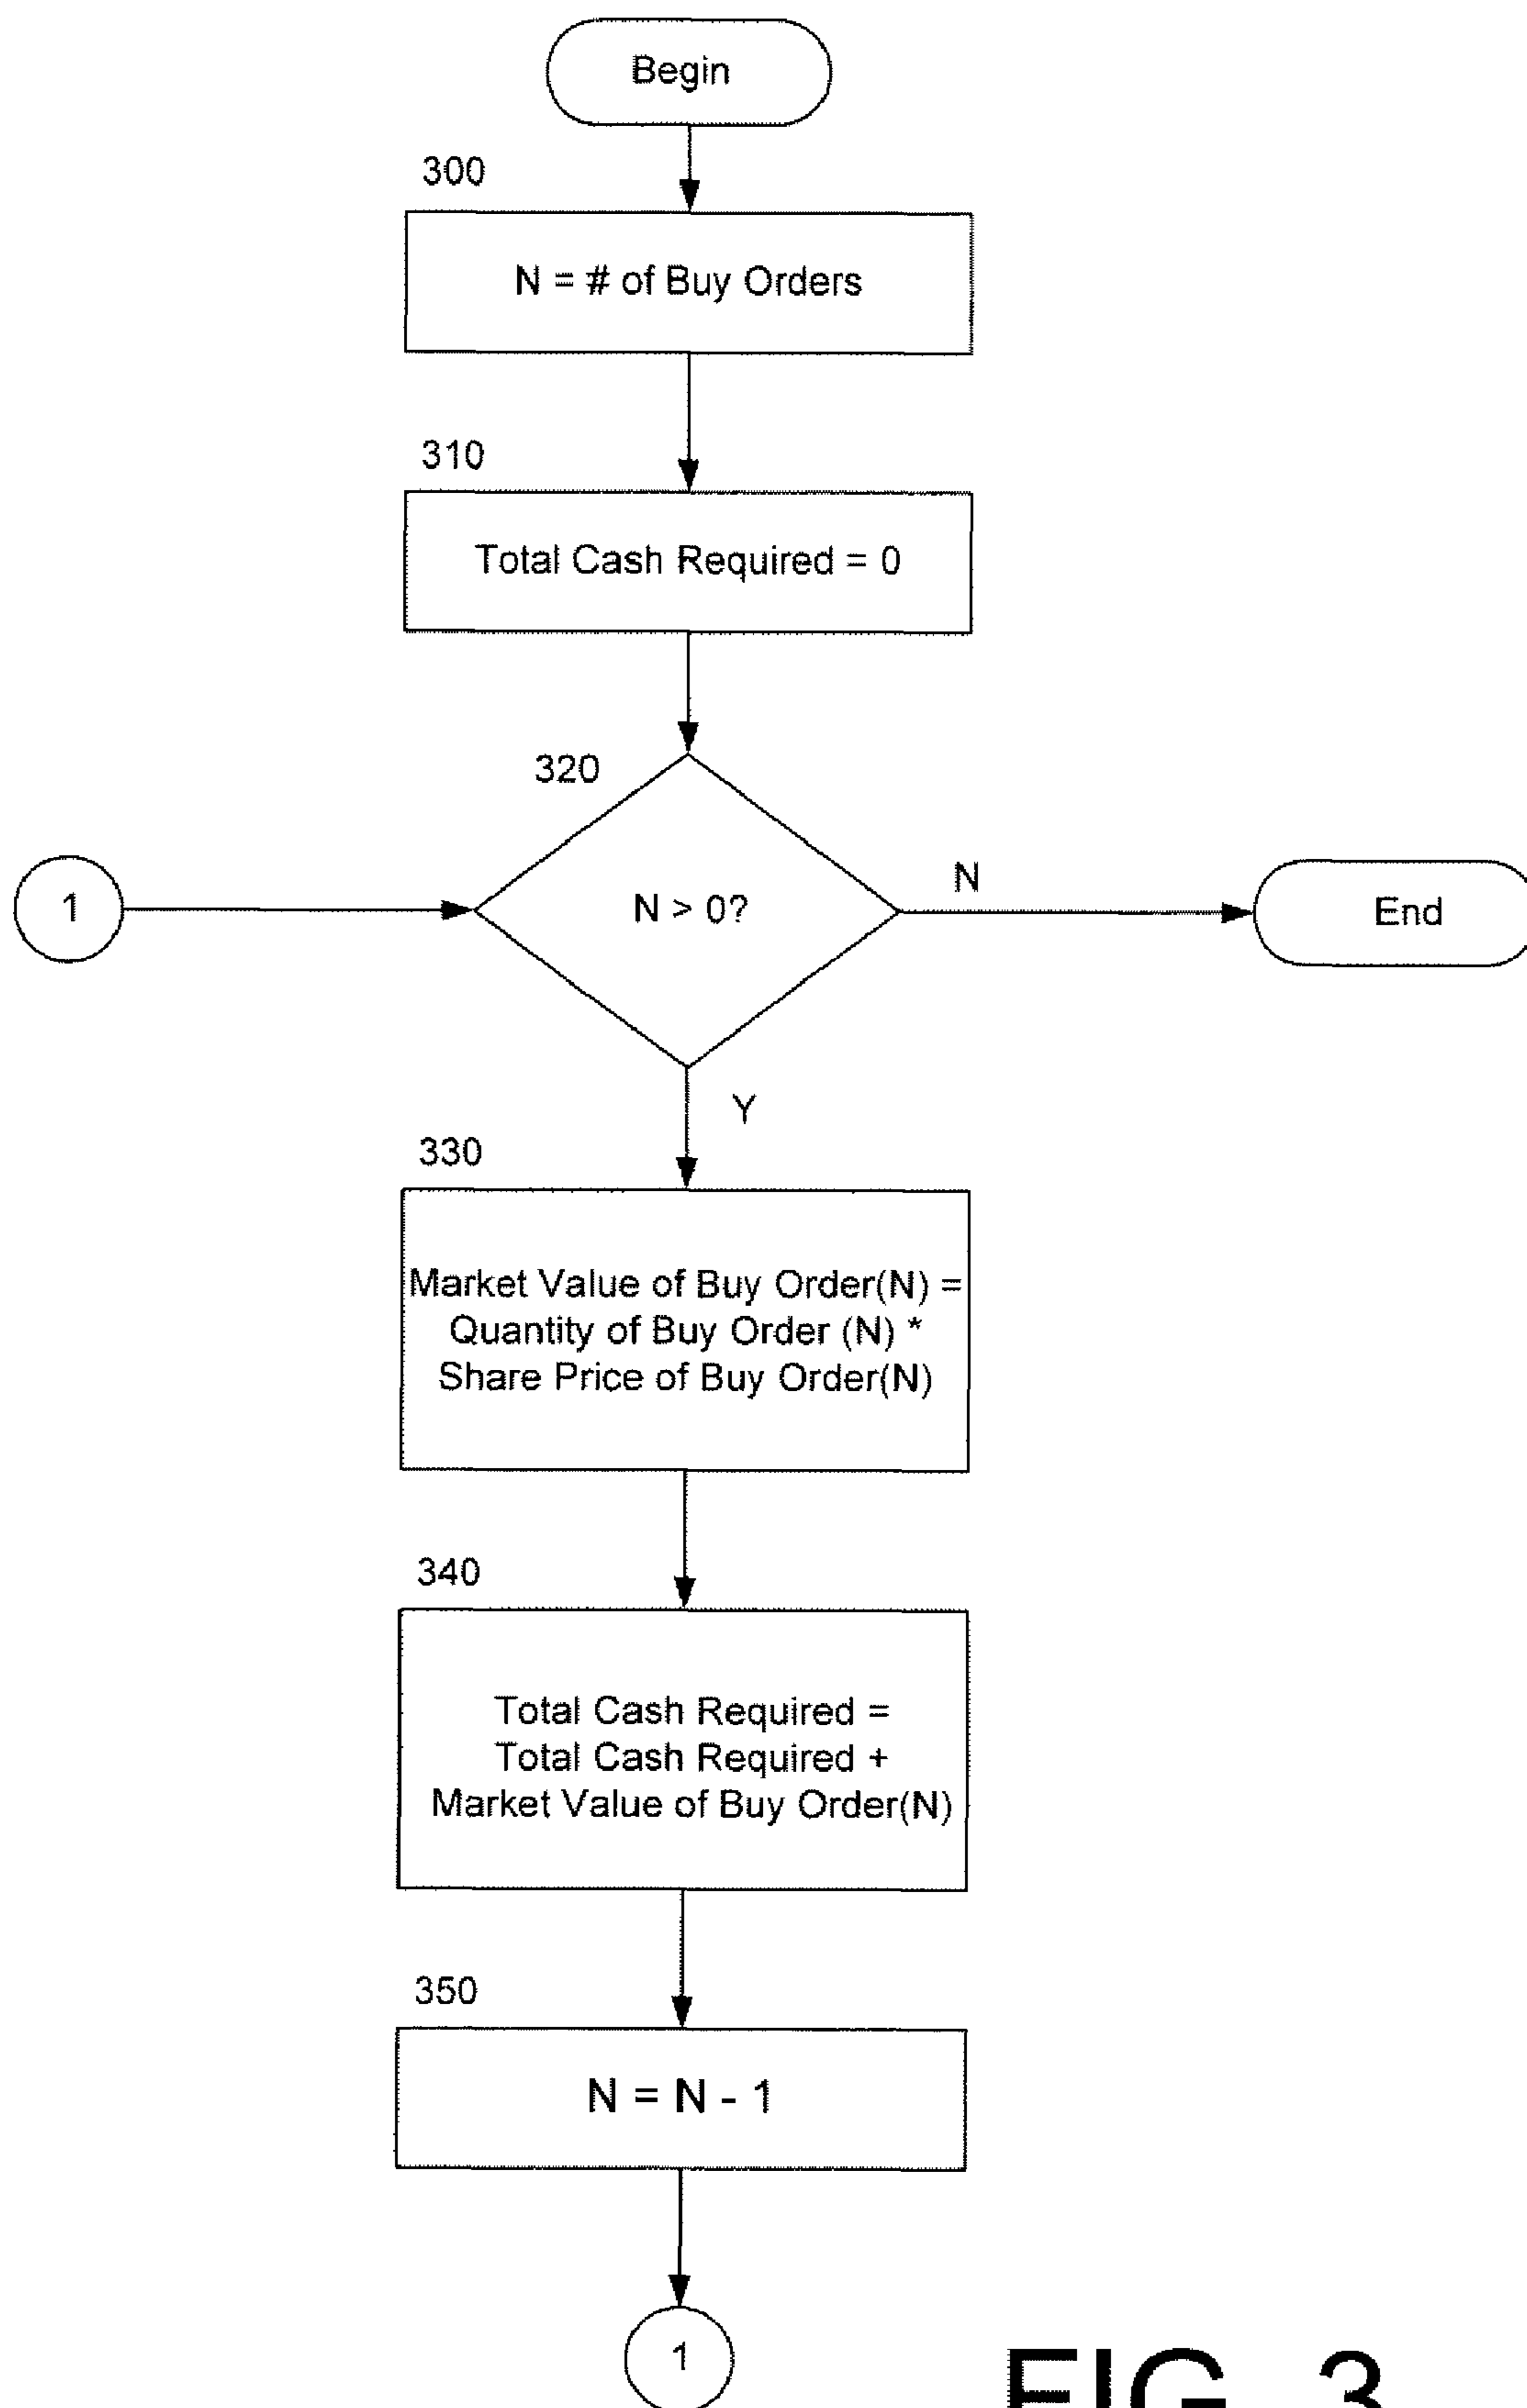 Begin
300
N = # of Buy Orders
310
Total Cash Required = 0
320
1
N > 0?
N
End
Y
330
Market Value of Buy Order(N) =
Quantity of Buy Order (N) *
Share Price of Buy Order(N)
340
Total Cash Required =
Total Cash Required +
Market Value of Buy Order(N)
350
N = N - 1
1
FIG. 3